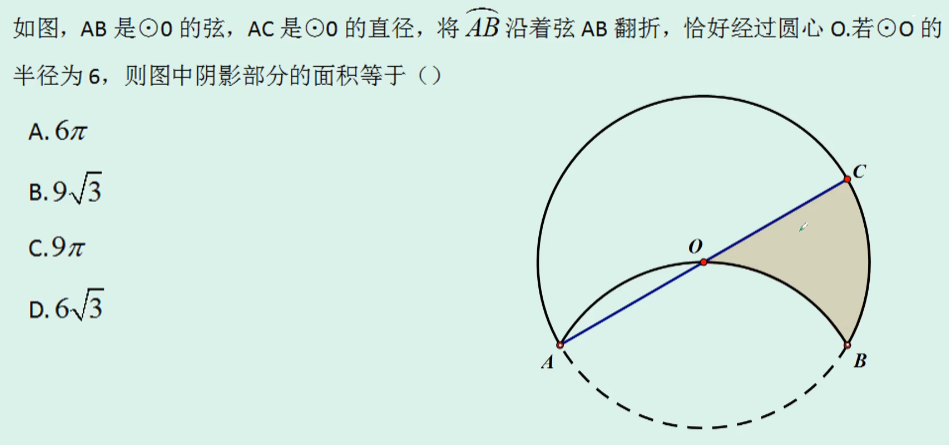 如图，AB 是⊙0 的弦，AC 是⊙0 的直径，将 $\overset{\frown}{AB}$ 沿着弦 AB 翻折，恰好经过圆心 O.若⊙O 的
半径为 6，则图中阴影部分的面积等于（）
A. 6π
B. 9√3
C. 9π
D. 6√3
C
O
A
B